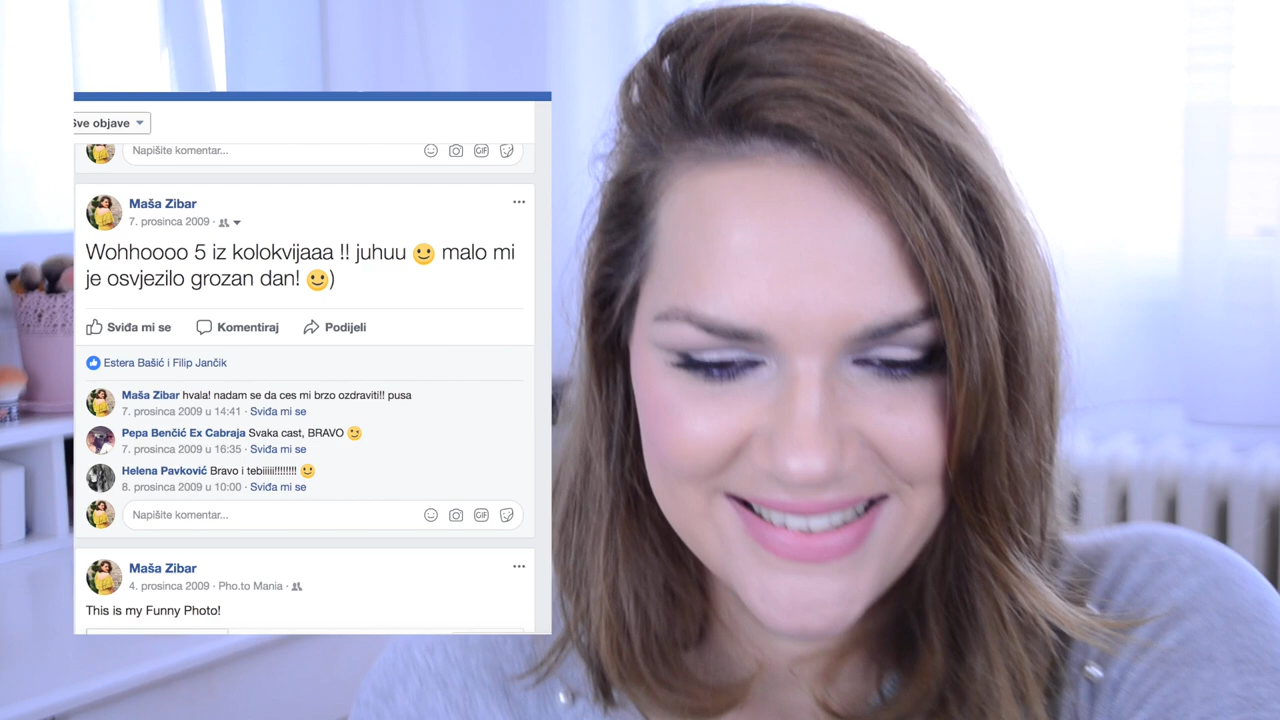 Sve objave
Napišite komentar...
GIF
Maša Zibar
7. prosinca 2009 ·
Wohhoooo 5 iz kolokvijaaa !! juhuu 🙂 malo mi
je osvjezilo grozan dan! 🙂)
Sviđa mi se Komentiraj Podijeli
Estera Bašić i Filip Jančik
Maša Zibar hvala! nadam se da ces mi brzo ozdraviti!! pusa
7. prosinca 2009 u 14:41 · Sviđa mi se
Pepa Benčić Ex Cabraja Svaka cast, BRAVO 😉
7. prosinca 2009 u 16:35 · Sviđa mi se
Helena Pavković Bravo i tebiiiii!!!!!!!! 🙂
8. prosinca 2009 u 10:00 · Sviđa mi se
Napišite komentar...
GIF
Maša Zibar
4. prosinca 2009 · Pho.to Mania ·
This is my Funny Photo!